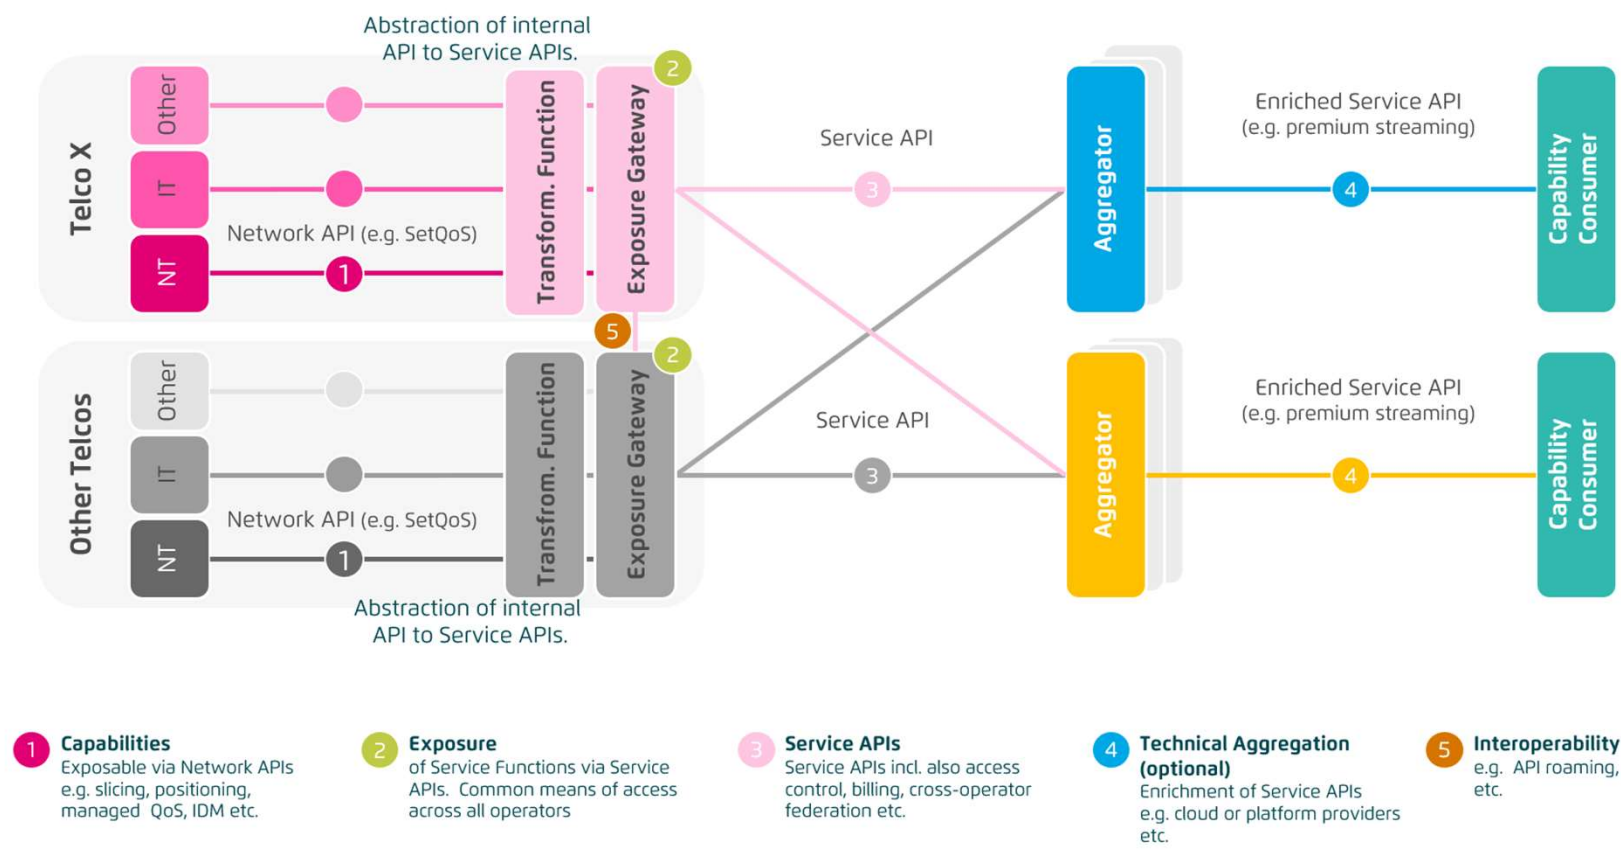 Abstraction of internal
API to Service APIs.
Telco X
Other
IT
NT
Network API (e.g. SetQoS)
1
Transform. Function
Exposure Gateway
2
Service API
3
Aggregator
Enriched Service API
(e.g. premium streaming)
4
Capability
Consumer
5
Other Telcos
Other
IT
NT
Network API (e.g. SetQoS)
1
Transfrom. Function
Exposure Gateway
2
Abstraction of internal
API to Service APIs.
Service API
3
Aggregator
Enriched Service API
(e.g. premium streaming)
4
Capability
Consumer
1
Capabilities
Exposable via Network APIs
e.g. slicing, positioning,
managed QoS, IDM etc.
2
Exposure
of Service Functions via Service
APIs. Common means of access
across all operators
3
Service APIs
Service APIs incl. also access
control, billing, cross-operator
federation etc.
4
Technical Aggregation
(optional)
Enrichment of Service APIs
e.g. cloud or platform providers
etc.
5
Interoperability
e.g. API roaming,
etc.